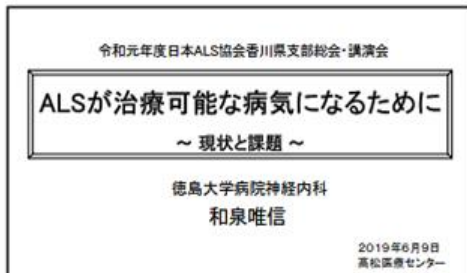 令和元年度日本ALS協会香川県支部総会・講演会
ALSが治療可能な病気になるために
～ 現状と課題 ～
徳島大学病院神経内科
和泉唯信
2019年6月9日
高松医療センター